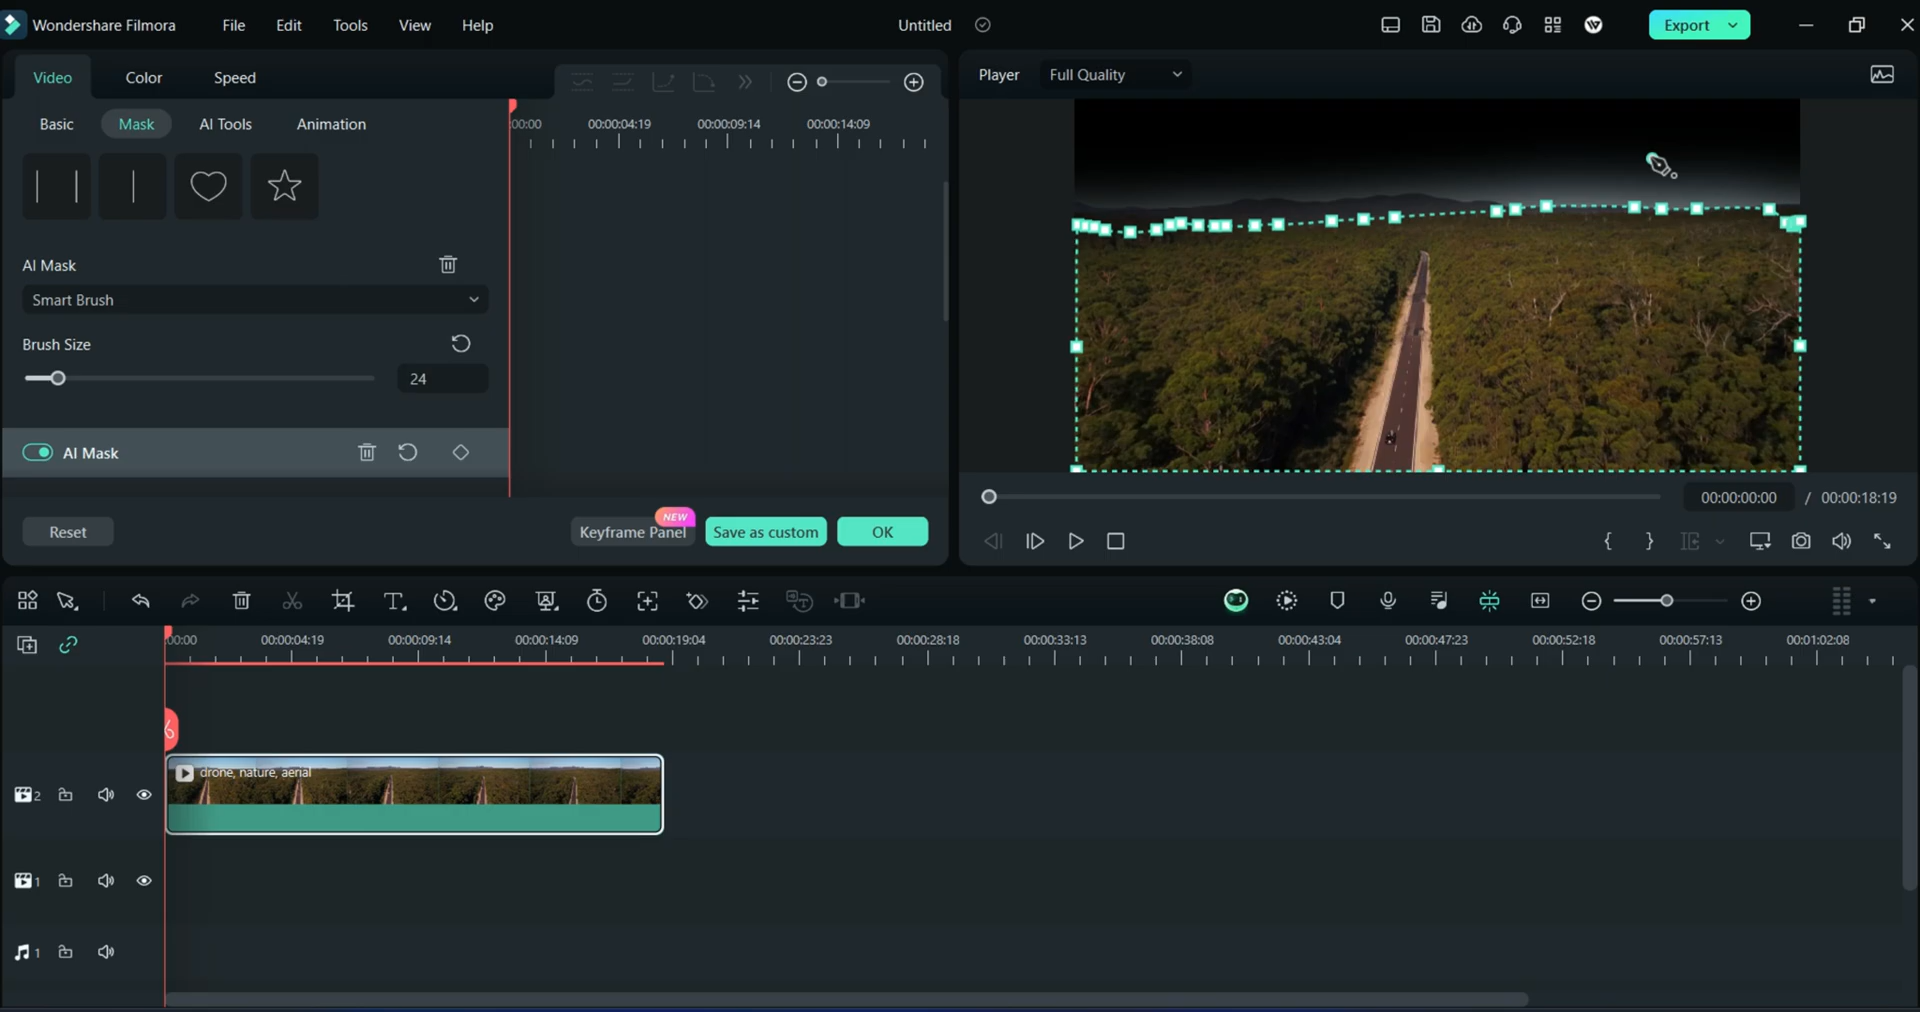 Wondershare Filmora File Edit Tools View Help Untitled Export
Video Color Speed
Player Full Quality
Basic Mask AI Tools Animation
:00:00 00:00:04:19 00:00:09:14 00:00:14:09
AI Mask
Smart Brush
Brush Size
24
AI Mask
00:00:00:00 / 00:00:18:19
NEW
Reset Keyframe Panel Save as custom OK
:00:00 00:00:04:19 00:00:09:14 00:00:14:09 00:00:19:04 00:00:23:23 00:00:28:18 00:00:33:13 00:00:38:08 00:00:43:04 00:00:47:23 00:00:52:18 00:00:57:13 00:01:02:08
drone, nature, aerial
2
1
1